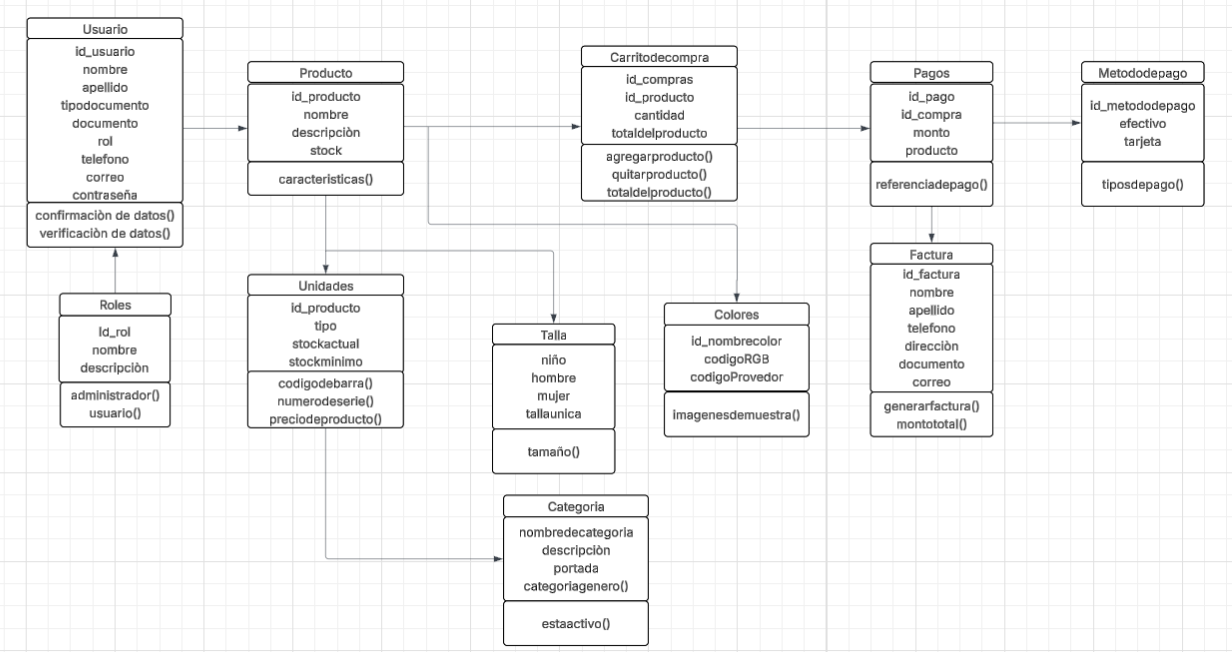 Usuario
id_usuario
nombre
apellido
tipodocumento
documento
rol
telefono
correo
contraseña
confirmaciòn de datos()
verificaciòn de datos()
Roles
Id_rol
nombre
descripciòn
administrador()
usuario()
Producto
id_producto
nombre
descripciòn
stock
caracteristicas()
Unidades
id_producto
tipo
stockactual
stockminimo
codigodebarra()
numerodeserie()
preciodeproducto()
Talla
niño
hombre
mujer
tallaunica
tamaño()
Categoria
nombredecategoria
descripciòn
portada
categoriagenero()
estaactivo()
Carritodecompra
id_compras
id_producto
cantidad
totaldelproducto
agregarproducto()
quitarproducto()
totaldelproducto()
Colores
id_nombrecolor
codigoRGB
codigoProvedor
imagenesdemuestra()
Pagos
id_pago
id_compra
monto
producto
referenciadepago()
Factura
id_factura
nombre
apellido
telefono
direcciòn
documento
correo
generarfactura()
montototal()
Metododepago
id_metododepago
efectivo
tarjeta
tiposdepago()